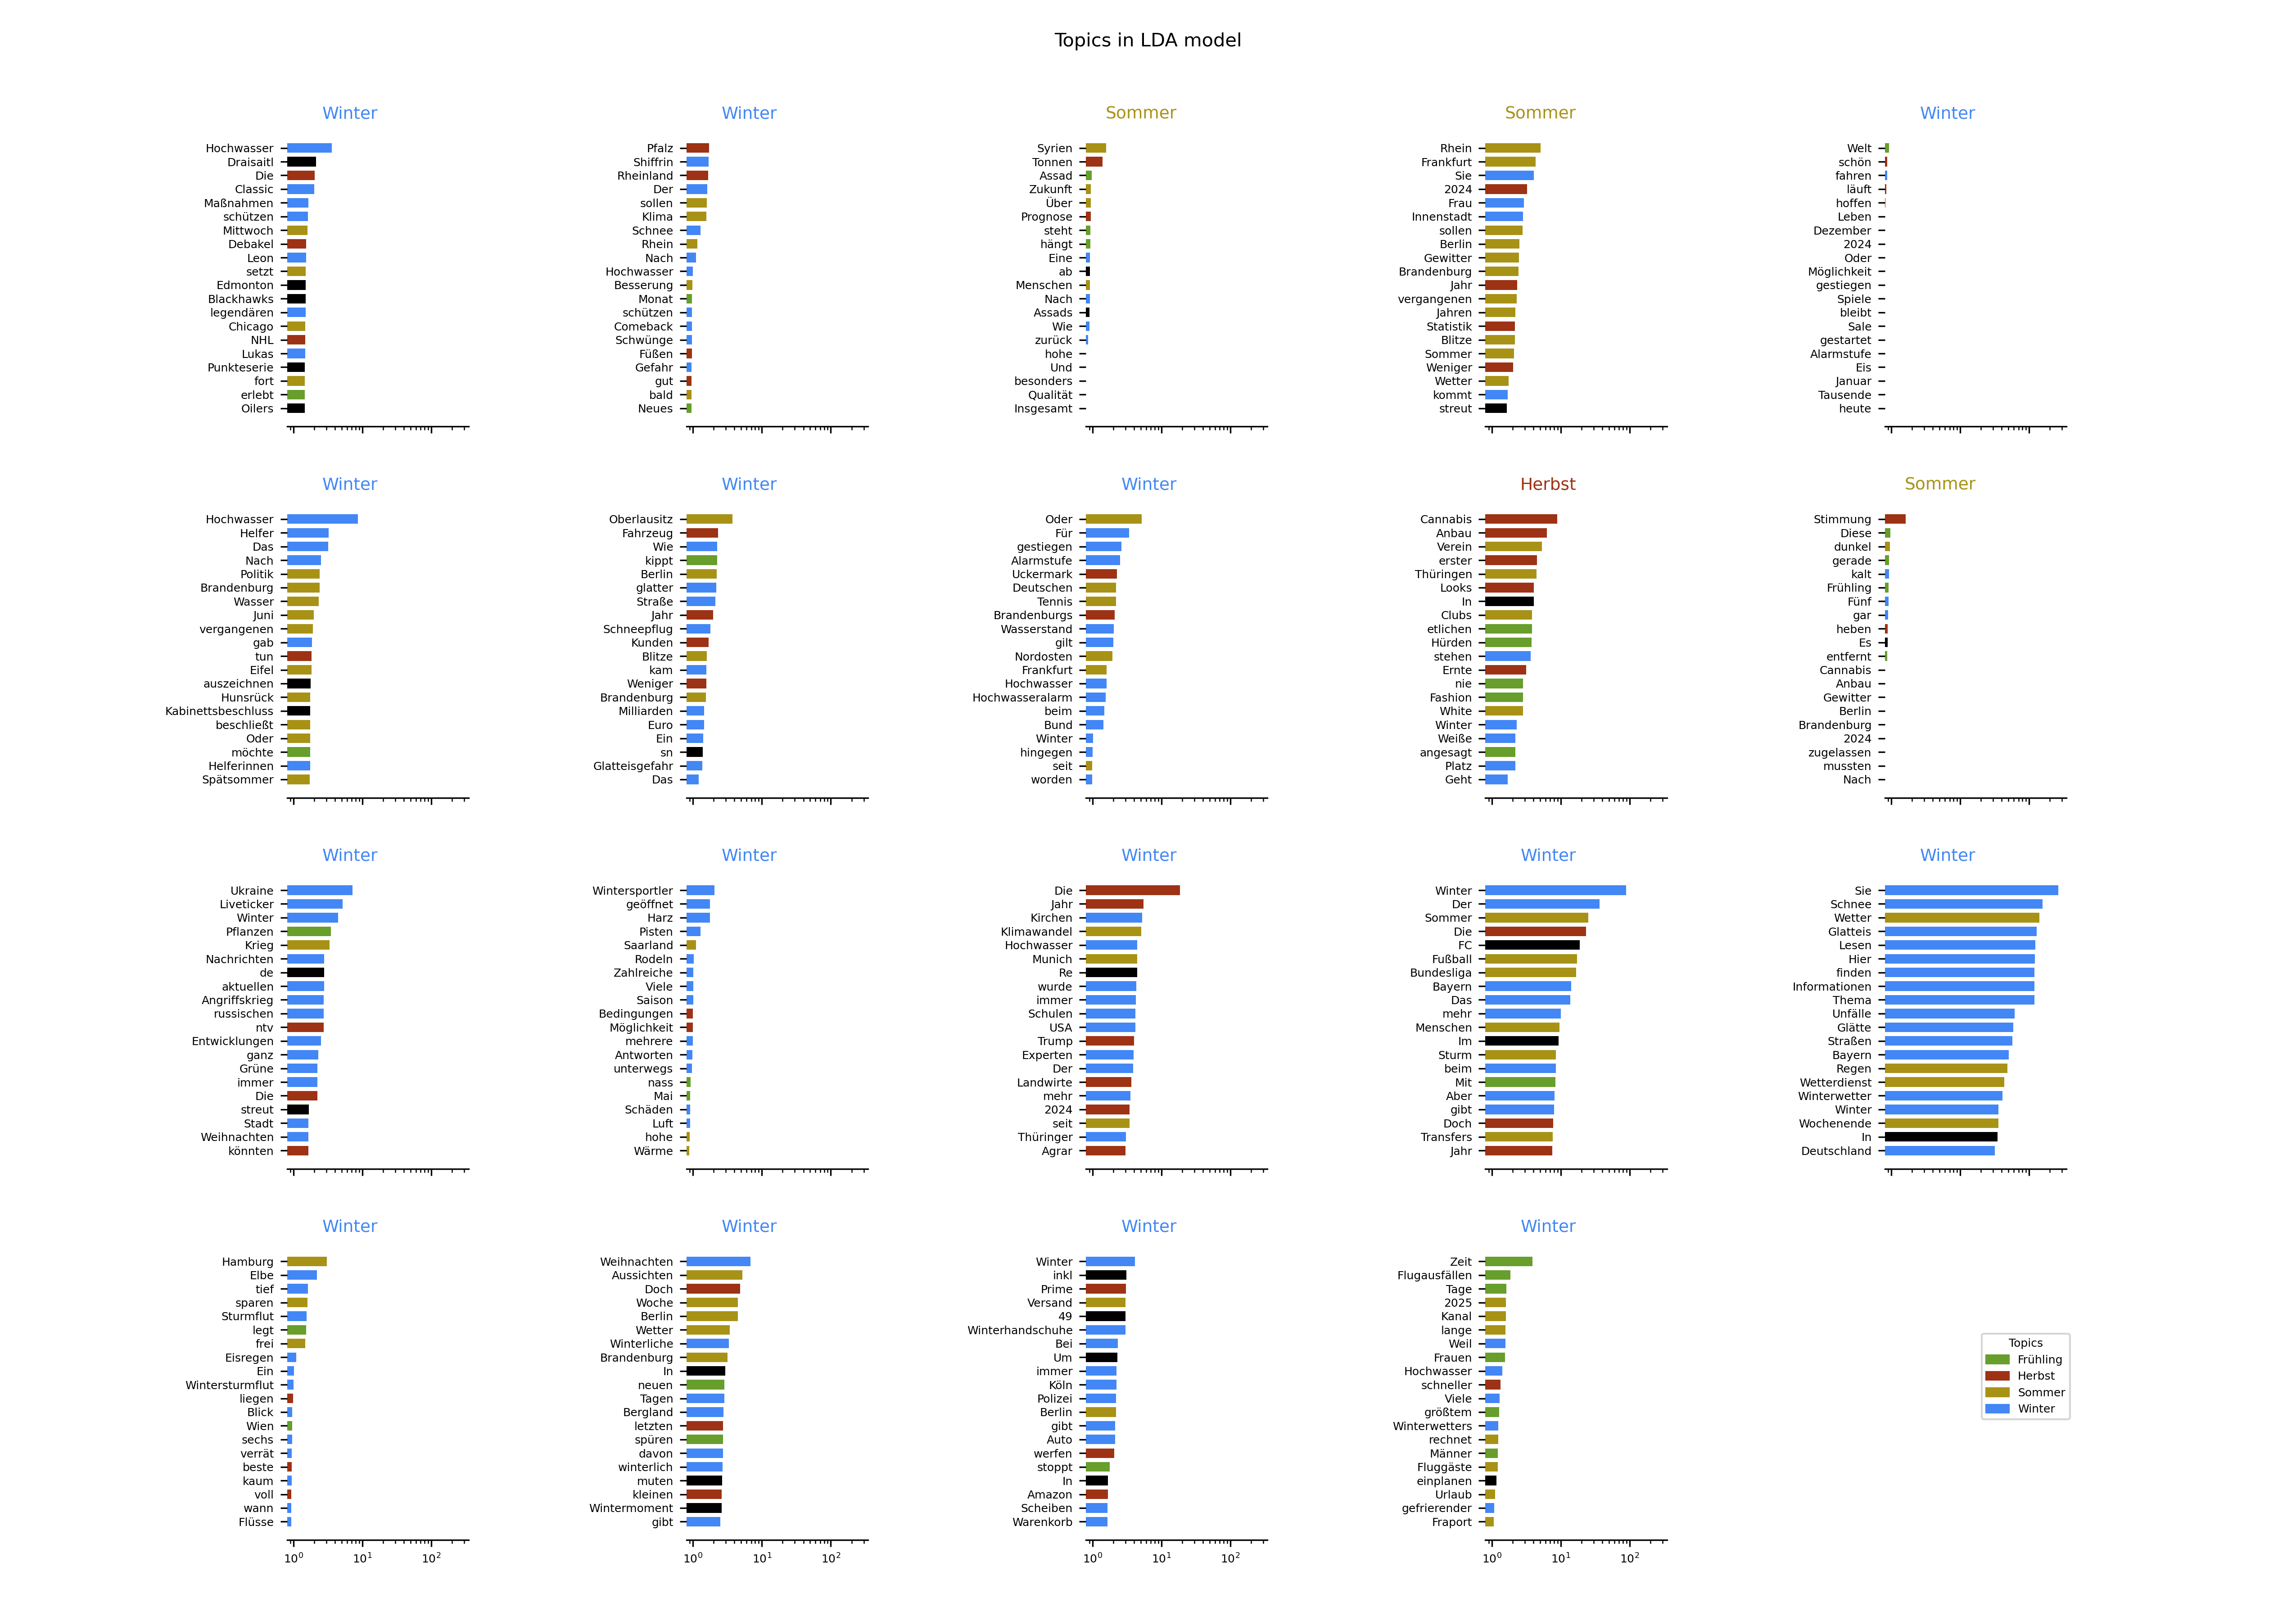 Topics in LDA model
Winter
Hochwasser
Draisaitl
Die
Classic
Maßnahmen
schützen
Mittwoch
Debakel
Leon
setzt
Edmonton
Blackhawks
legendären
Chicago
NHL
Lukas
Punkteserie
fort
erlebt
Oilers
Winter
Pfalz
Shiffrin
Rheinland
Der
sollen
Klima
Schnee
Rhein
Nach
Hochwasser
Besserung
Monat
schützen
Comeback
Schwünge
Füßen
Gefahr
gut
bald
Neues
Sommer
Syrien
Tonnen
Assad
Zukunft
Über
Prognose
steht
hängt
Eine
ab
Menschen
Nach
Assads
Wie
zurück
hohe
Und
besonders
Qualität
Insgesamt
Sommer
Rhein
Frankfurt
Sie
2024
Frau
Innenstadt
sollen
Berlin
Gewitter
Brandenburg
Jahr
vergangenen
Jahren
Statistik
Blitze
Sommer
Weniger
Wetter
kommt
streut
Winter
Welt
schön
fahren
läuft
hoffen
Leben
Dezember
2024
Oder
Möglichkeit
gestiegen
Spiele
bleibt
Sale
gestartet
Alarmstufe
Eis
Januar
Tausende
heute
Winter
Hochwasser
Helfer
Das
Nach
Politik
Brandenburg
Wasser
Juni
vergangenen
gab
tun
Eifel
auszeichnen
Hunsrück
Kabinettsbeschluss
beschließt
Oder
möchte
Helferinnen
Spätsommer
Winter
Oberlausitz
Fahrzeug
Wie
kippt
Berlin
glatter
Straße
Jahr
Schneepflug
Kunden
Blitze
kam
Weniger
Brandenburg
Milliarden
Euro
Ein
sn
Glatteisgefahr
Das
Winter
Oder
Für
gestiegen
Alarmstufe
Uckermark
Deutschen
Tennis
Brandenburgs
Wasserstand
gilt
Nordosten
Frankfurt
Hochwasser
Hochwasseralarm
beim
Bund
Winter
hingegen
seit
worden
Herbst
Cannabis
Anbau
Verein
erster
Thüringen
Looks
In
Clubs
etlichen
Hürden
stehen
Ernte
nie
Fashion
White
Winter
Weiße
angesagt
Platz
Geht
Sommer
Stimmung
Diese
dunkel
gerade
kalt
Frühling
Fünf
gar
heben
Es
entfernt
Cannabis
Anbau
Gewitter
Berlin
Brandenburg
2024
zugelassen
mussten
Nach
Winter
Ukraine
Liveticker
Winter
Pflanzen
Krieg
Nachrichten
de
aktuellen
Angriffskrieg
russischen
ntv
Entwicklungen
ganz
Grüne
immer
Die
streut
Stadt
Weihnachten
könnten
Winter
Wintersportler
geöffnet
Harz
Pisten
Saarland
Rodeln
Zahlreiche
Viele
Saison
Bedingungen
Möglichkeit
mehrere
Antworten
unterwegs
nass
Mai
Schäden
Luft
hohe
Wärme
Winter
Die
Jahr
Kirchen
Klimawandel
Hochwasser
Munich
Re
wurde
immer
Schulen
USA
Trump
Experten
Der
Landwirte
mehr
2024
seit
Thüringer
Agrar
Winter
Winter
Der
Sommer
Die
FC
Fußball
Bundesliga
Bayern
Das
mehr
Menschen
Im
Sturm
beim
Mit
Aber
gibt
Doch
Transfers
Jahr
Winter
Sie
Schnee
Wetter
Glatteis
Lesen
Hier
finden
Informationen
Thema
Unfälle
Glätte
Straßen
Bayern
Regen
Wetterdienst
Winterwetter
Winter
Wochenende
In
Deutschland
Winter
Hamburg
Elbe
tief
sparen
Sturmflut
legt
frei
Eisregen
Ein
Wintersturmflut
liegen
Blick
Wien
sechs
verrät
beste
kaum
voll
wann
Flüsse
10⁰ 10¹ 10²
Winter
Weihnachten
Aussichten
Doch
Woche
Berlin
Wetter
Winterliche
Brandenburg
In
neuen
Tagen
Bergland
letzten
spüren
davon
winterlich
muten
kleinen
Wintermoment
gibt
10⁰ 10¹ 10²
Winter
Winter
inkl
Prime
Versand
49
Winterhandschuhe
Bei
Um
immer
Köln
Polizei
Berlin
gibt
Auto
werfen
stoppt
In
Amazon
Scheiben
Warenkorb
10⁰ 10¹ 10²
Winter
Zeit
Flugausfällen
Tage
2025
Kanal
lange
Weil
Frauen
Hochwasser
schneller
Viele
größtem
Winterwetters
rechnet
Männer
Fluggäste
einplanen
Urlaub
gefrierender
Fraport
10⁰ 10¹ 10²
Topics
Frühling
Herbst
Sommer
Winter